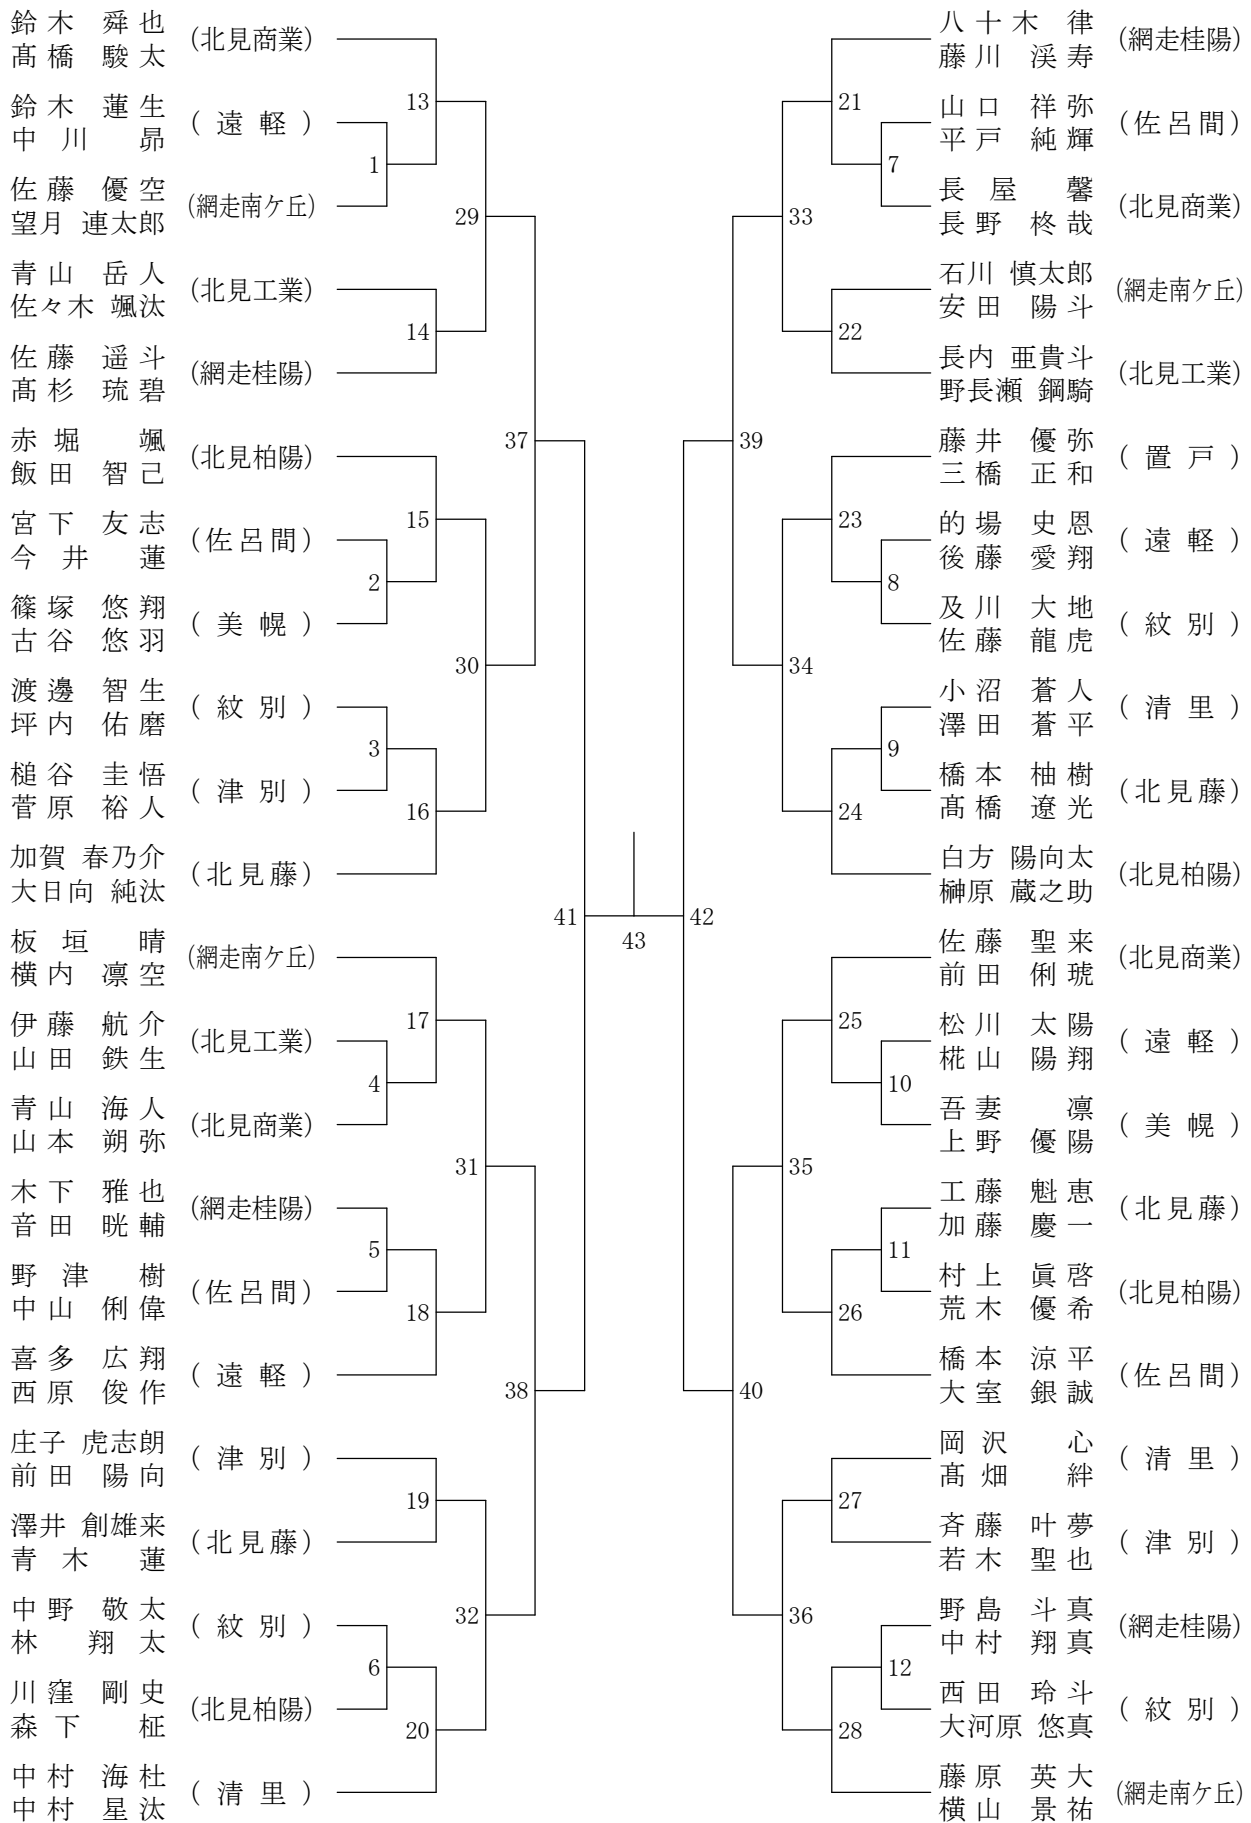 鈴木 舜也
髙橋 駿太
(北見商業)
鈴木 蓮生
中川 昴
(遠軽)
佐藤 優空
望月 連太郎
(網走南ケ丘)
青山 岳人
佐々木 颯汰
(北見工業)
佐藤 遥斗
髙杉 琉碧
(網走桂陽)
赤堀 颯
飯田 智己
(北見柏陽)
宮下 友志
今井 蓮
(佐呂間)
篠塚 悠翔
古谷 悠羽
(美幌)
渡邊 智生
坪内 佑磨
(紋別)
槌谷 圭悟
菅原 裕人
(津別)
加賀 春乃介
大日向 純汰
(北見藤)
板垣 晴
横内 凛空
(網走南ケ丘)
伊藤 航介
山田 鉄生
(北見工業)
青山 海人
山本 朔弥
(北見商業)
木下 雅也
音田 晄輔
(網走桂陽)
野津 樹
中山 俐偉
(佐呂間)
喜多 広翔
西原 俊作
(遠軽)
庄子 虎志朗
前田 陽向
(津別)
澤井 創雄来
青木 蓮
(北見藤)
中野 敬太
林 翔太
(紋別)
川窪 剛史
森下 柾
(北見柏陽)
中村 海杜
中村 星汰
(清里)
13
1
29
14
37
15
2
30
3
16
41
17
4
31
5
18
38
19
32
6
20
43
八十木 律
藤川 渓寿
(網走桂陽)
山口 祥弥
平戸 純輝
(佐呂間)
長屋 馨
長野 柊哉
(北見商業)
石川 慎太郎
安田 陽斗
(網走南ケ丘)
長内 亜貴斗
野長瀬 鋼騎
(北見工業)
藤井 優弥
三橋 正和
(置戸)
的場 史恩
後藤 愛翔
(遠軽)
及川 大地
佐藤 龍虎
(紋別)
小沼 蒼人
澤田 蒼平
(清里)
橋本 柚樹
髙橋 遼光
(北見藤)
白方 陽向太
榊原 蔵之助
(北見柏陽)
佐藤 聖来
前田 俐琥
(北見商業)
松川 太陽
椛山 陽翔
(遠軽)
吾妻 凛
上野 優陽
(美幌)
工藤 魁恵
加藤 慶一
(北見藤)
村上 眞啓
荒木 優希
(北見柏陽)
橋本 涼平
大室 銀誠
(佐呂間)
岡沢 心
髙畑 絆
(清里)
斉藤 叶夢
若木 聖也
(津別)
野島 斗真
中村 翔真
(網走桂陽)
西田 玲斗
大河原 悠真
(紋別)
藤原 英大
横山 景祐
(網走南ケ丘)
21
7
33
22
39
23
8
34
9
24
42
25
10
35
11
26
40
27
36
12
28